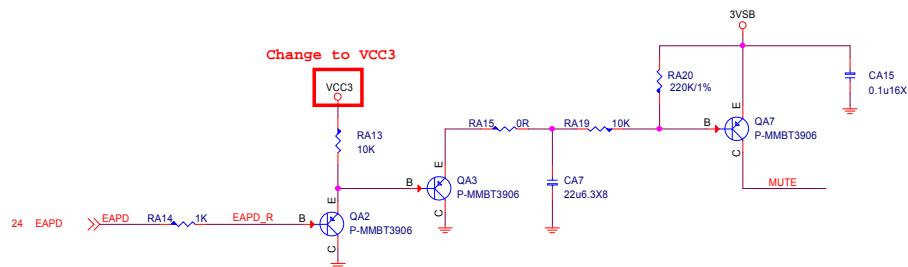 3VSB
Change to VCC3
VCC3
RA20
220K/1%
CA15
0.1u16X
RA13
10K
RA15
0R
RA19
10K
B
E
QA7
P-MMBT3906
C
B
E
QA3
P-MMBT3906
C
CA7
22u6.3X8
MUTE
24
EAPD
EAPD
RA14
1K
EAPD_R
B
E
QA2
P-MMBT3906
C